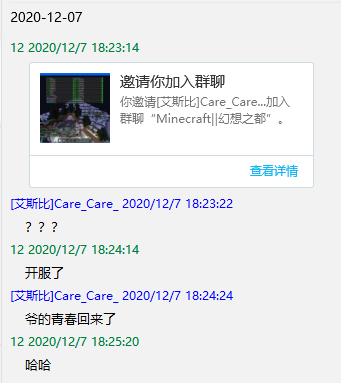 2020-12-07
12 2020/12/7 18:23:14
邀请你加入群聊
你邀请[艾斯比]Care_Care...加入
群聊“Minecraft||幻想之都”。
查看详情
[艾斯比]Care_Care_ 2020/12/7 18:23:22
？？？
12 2020/12/7 18:24:14
开服了
[艾斯比]Care_Care_ 2020/12/7 18:24:24
爷的青春回来了
12 2020/12/7 18:25:20
哈哈